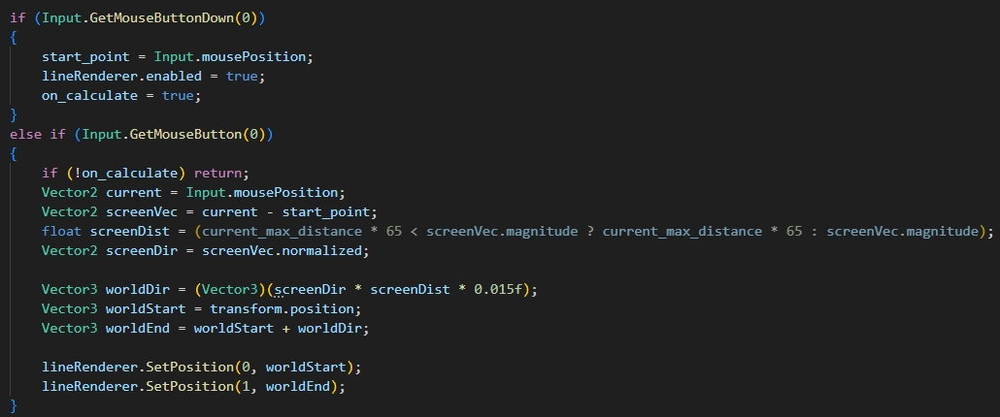 if (Input.GetMouseButtonDown(0))
{
    start_point = Input.mousePosition;
    lineRenderer.enabled = true;
    on_calculate = true;
}
else if (Input.GetMouseButton(0))
{
    if (!on_calculate) return;
    Vector2 current = Input.mousePosition;
    Vector2 screenVec = current - start_point;
    float screenDist = (current_max_distance * 65 < screenVec.magnitude ? current_max_distance * 65 : screenVec.magnitude);
    Vector2 screenDir = screenVec.normalized;

    Vector3 worldDir = (Vector3)(screenDir * screenDist * 0.015f);
    Vector3 worldStart = transform.position;
    Vector3 worldEnd = worldStart + worldDir;

    lineRenderer.SetPosition(0, worldStart);
    lineRenderer.SetPosition(1, worldEnd);
}